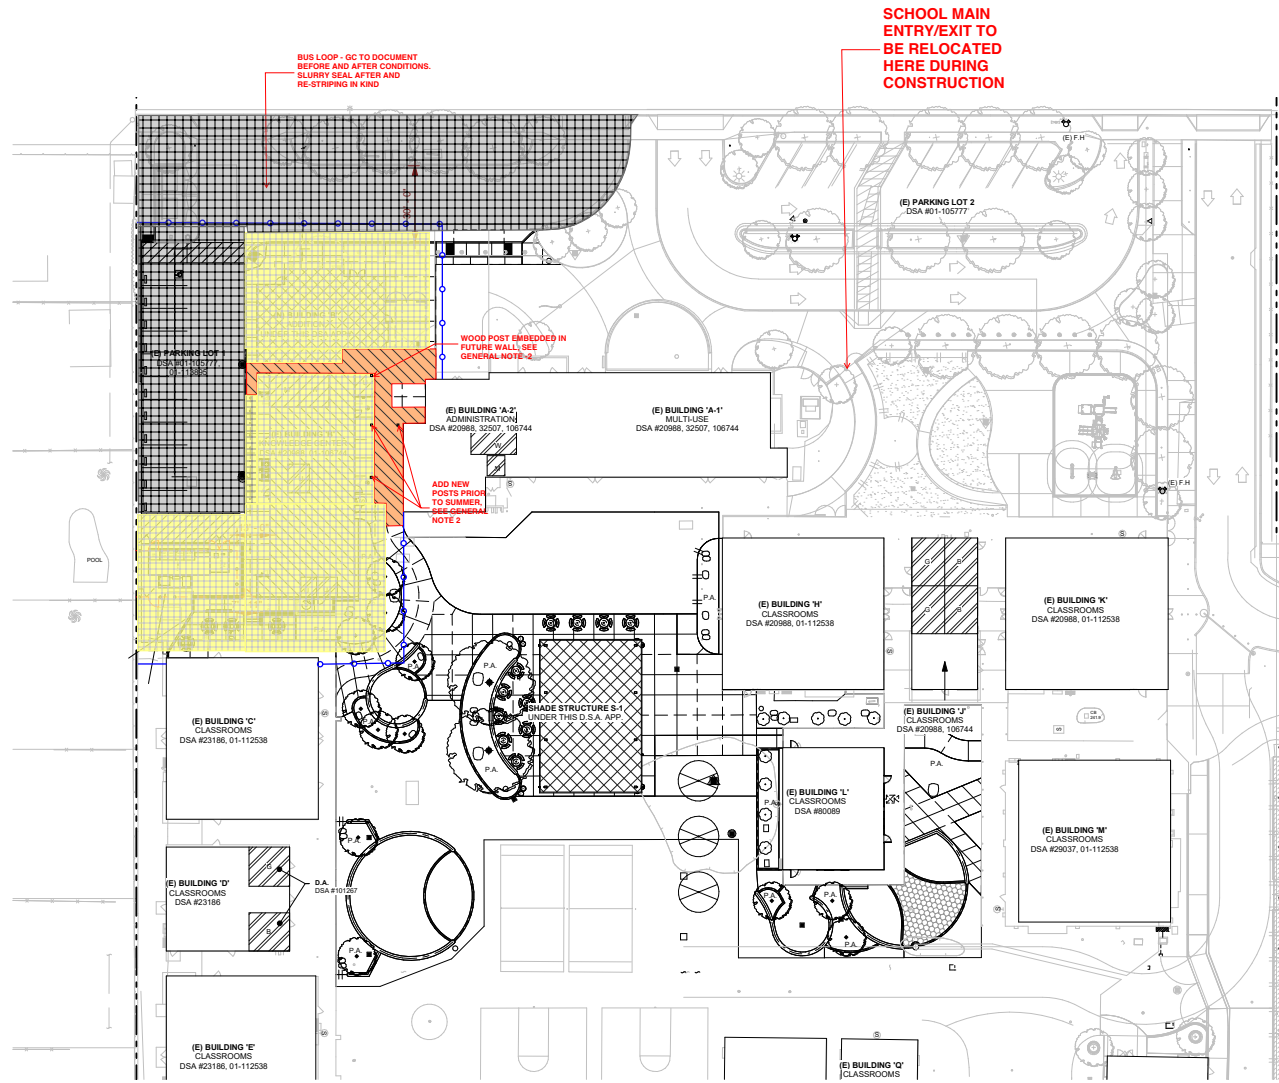 SCHOOL MAIN
ENTRY/EXIT TO
BE RELOCATED
HERE DURING
CONSTRUCTION
BUS LOOP - GC TO DOCUMENT
BEFORE AND AFTER CONDITIONS.
SLURRY SEAL AFTER AND
RE-STRIPING IN KIND
(E) F.H
(E) PARKING LOT 2
DSA #01-105777
(E) PARKING LOT 1
DSA #01-105777,
01-113895
WOOD POST EMBEDDED IN
FUTURE WALL, SEE
GENERAL NOTE -2
(E) BUILDING 'A-2'
ADMINISTRATION
DSA #20988, 32507, 106744
W
M
(E) BUILDING 'A-1'
MULTI-USE
DSA #20988, 32507, 106744
ADD NEW
POSTS PRIOR
TO SUMMER,
SEE GENERAL
NOTE 2
(E) F.H
S
S
POOL
P.A.
(E) BUILDING 'H'
CLASSROOMS
DSA #20988, 01-112538
G
B
G
B
(E) BUILDING 'K'
CLASSROOMS
DSA #20988, 01-112538
S
P.A.
P.A.
P.A.
P.A.
SHADE STRUCTURE S-1
UNDER THIS D.S.A. APP.
(E) BUILDING 'C'
CLASSROOMS
DSA #23186, 01-112538
S
(E) BUILDING 'J'
CLASSROOMS
DSA #20988, 106744
P.A.
CB
S
(E) BUILDING 'L'
CLASSROOMS
DSA #80089
P.A.
(E) BUILDING 'M'
CLASSROOMS
DSA #29037, 01-112538
P.A.
(E) BUILDING 'D'
CLASSROOMS
DSA #23186
G
B
D.A.
DSA #101267
P.A.
P.A.
P.A.
P.A.
S
(E) BUILDING 'E'
CLASSROOMS
DSA #23186, 01-112538
S
S
(E) BUILDING 'Q'
CLASSROOMS